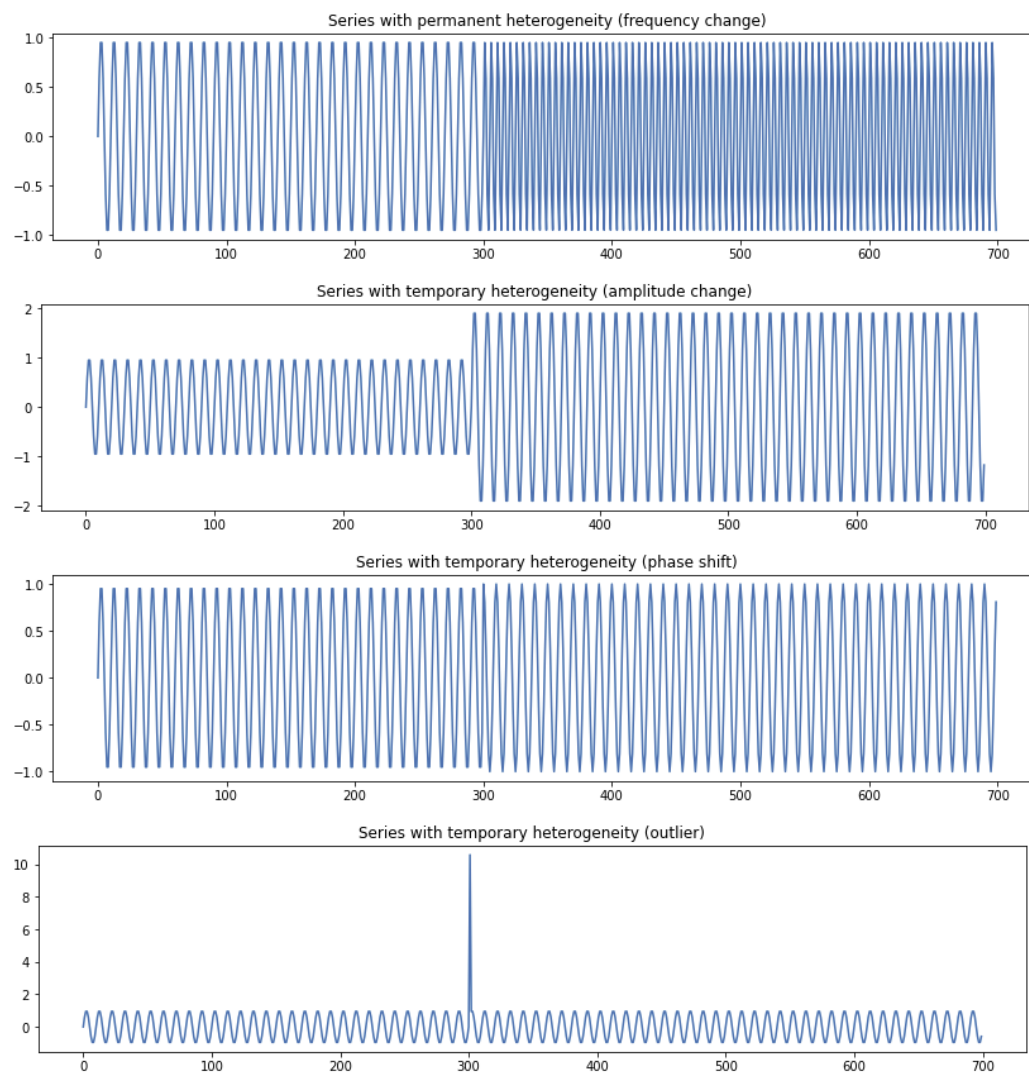 Series with permanent heterogeneity (frequency change)
1.0
0.5
0.0
−0.5
−1.0
0 100 200 300 400 500 600 700
Series with temporary heterogeneity (amplitude change)
2
1
0
−1
−2
0 100 200 300 400 500 600 700
Series with temporary heterogeneity (phase shift)
1.0
0.5
0.0
−0.5
−1.0
0 100 200 300 400 500 600 700
Series with temporary heterogeneity (outlier)
10
8
6
4
2
0
0 100 200 300 400 500 600 700